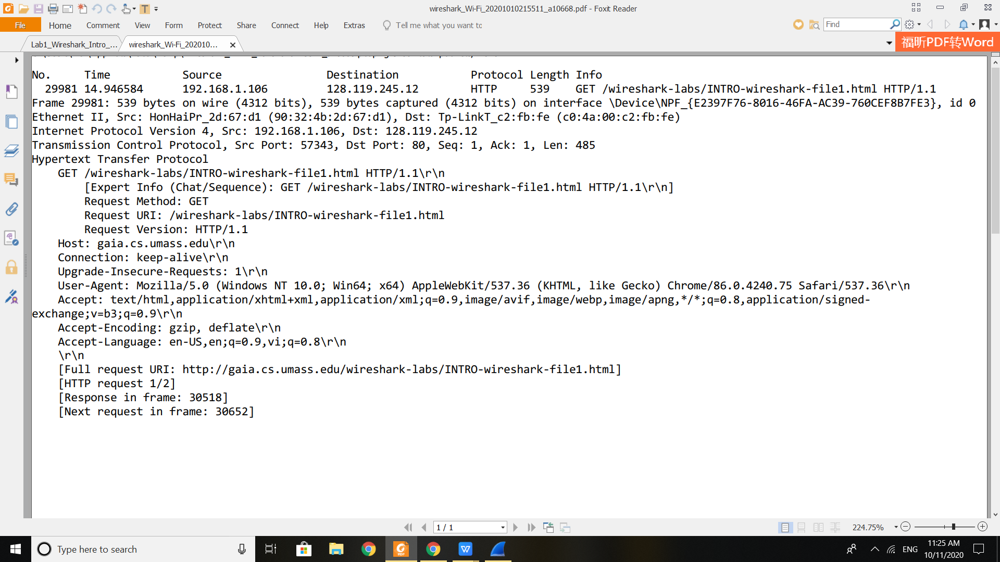 wireshark_Wi-Fi_20201010215511_a10668.pdf - Foxit Reader
File Home Comment View Form Protect Share Connect Help Extras Tell me what you want to Find
Lab1_Wireshark_Intro_... wireshark_Wi-Fi_202010... 福昕PDF转Word
No. Time Source Destination Protocol Length Info
29981 14.946584 192.168.1.106 128.119.245.12 HTTP 539 GET /wireshark-labs/INTRO-wireshark-file1.html HTTP/1.1
Frame 29981: 539 bytes on wire (4312 bits), 539 bytes captured (4312 bits) on interface \Device\NPF_{E2397F76-8016-46FA-AC39-760CEF8B7FE3}, id 0
Ethernet II, Src: HonHaiPr_2d:67:d1 (90:32:4b:2d:67:d1), Dst: Tp-LinkT_c2:fb:fe (c0:4a:00:c2:fb:fe)
Internet Protocol Version 4, Src: 192.168.1.106, Dst: 128.119.245.12
Transmission Control Protocol, Src Port: 57343, Dst Port: 80, Seq: 1, Ack: 1, Len: 485
Hypertext Transfer Protocol
GET /wireshark-labs/INTRO-wireshark-file1.html HTTP/1.1\r\n
[Expert Info (Chat/Sequence): GET /wireshark-labs/INTRO-wireshark-file1.html HTTP/1.1\r\n]
Request Method: GET
Request URI: /wireshark-labs/INTRO-wireshark-file1.html
Request Version: HTTP/1.1
Host: gaia.cs.umass.edu\r\n
Connection: keep-alive\r\n
Upgrade-Insecure-Requests: 1\r\n
User-Agent: Mozilla/5.0 (Windows NT 10.0; Win64; x64) AppleWebKit/537.36 (KHTML, like Gecko) Chrome/86.0.4240.75 Safari/537.36\r\n
Accept: text/html,application/xhtml+xml,application/xml;q=0.9,image/avif,image/webp,image/apng,*/*;q=0.8,application/signed-
exchange;v=b3;q=0.9\r\n
Accept-Encoding: gzip, deflate\r\n
Accept-Language: en-US,en;q=0.9,vi;q=0.8\r\n
\r\n
[Full request URI: http://gaia.cs.umass.edu/wireshark-labs/INTRO-wireshark-file1.html]
[HTTP request 1/2]
[Response in frame: 30518]
[Next request in frame: 30652]
1 / 1 224.75%
Type here to search ENG 11:25 AM
10/11/2020